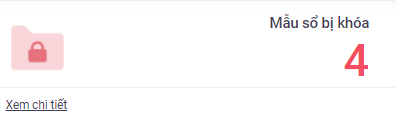 Mẫu sổ bị khóa
4
Xem chi tiết